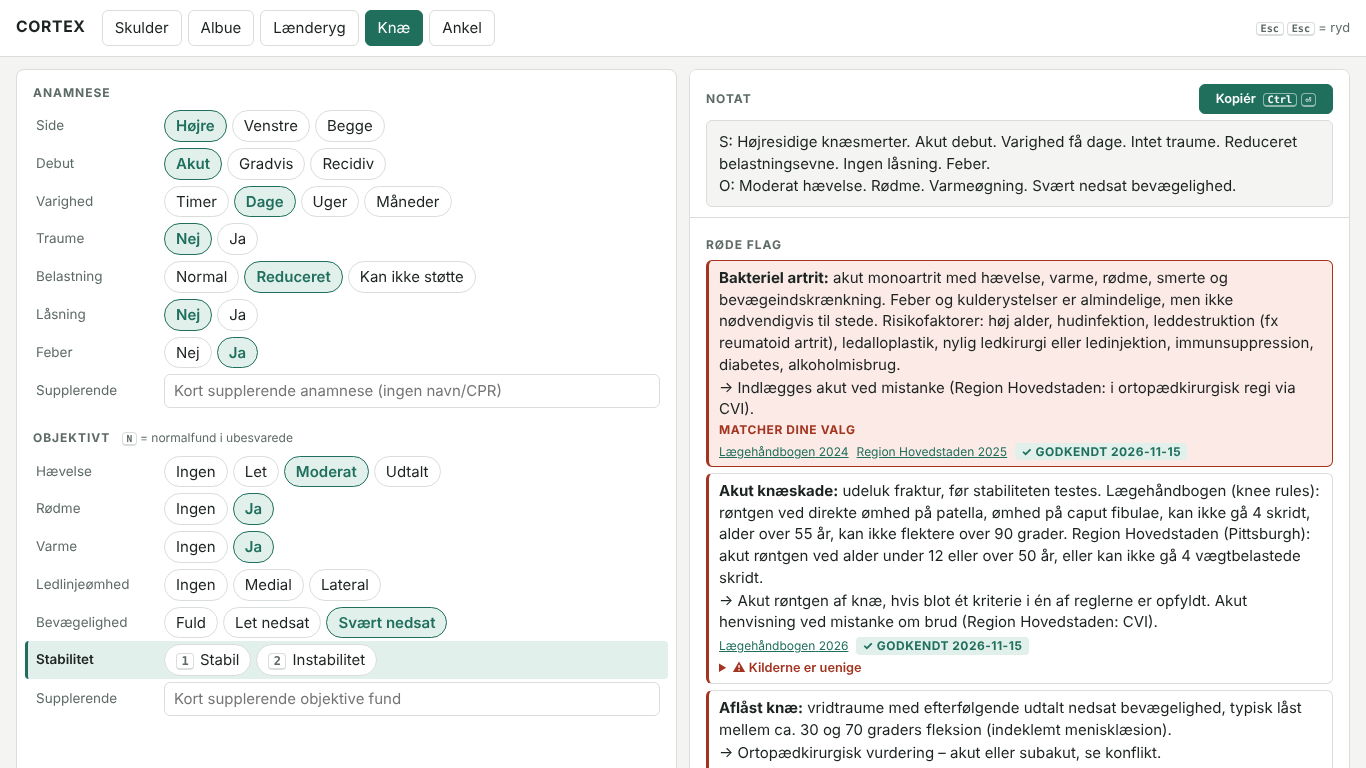 CORTEX Skulder Albue Lænderyg Knæ Ankel Esc Esc = ryd
ANAMNESE
Side Højre Venstre Begge
Debut Akut Gradvis Recidiv
Varighed Timer Dage Uger Måneder
Traume Nej Ja
Belastning Normal Reduceret Kan ikke støtte
Låsning Nej Ja
Feber Nej Ja
Supplerende Kort supplerende anamnese (ingen navn/CPR)
OBJEKTIVT N = normalfund i ubesvarede
Hævelse Ingen Let Moderat Udtalt
Rødme Ingen Ja
Varme Ingen Ja
Ledlinjeømhed Ingen Medial Lateral
Bevægelighed Fuld Let nedsat Svært nedsat
Stabilitet 1 Stabil 2 Instabilitet
Supplerende Kort supplerende objektive fund
NOTAT Kopiér Ctrl ⏎
S: Højresidige knæsmerter. Akut debut. Varighed få dage. Intet traume. Reduceret
belastningsevne. Ingen låsning. Feber.
O: Moderat hævelse. Rødme. Varmeøgning. Svært nedsat bevægelighed.
RØDE FLAG
Bakteriel artrit: akut monoartrit med hævelse, varme, rødme, smerte og
bevægeindskrænkning. Feber og kulderystelser er almindelige, men ikke
nødvendigvis til stede. Risikofaktorer: høj alder, hudinfektion, leddestruktion (fx
reumatoid artrit), ledalloplastik, nylig ledkirurgi eller ledinjektion, immunsuppression,
diabetes, alkoholmisbrug.
→ Indlægges akut ved mistanke (Region Hovedstaden: i ortopædkirurgisk regi via
CVI).
MATCHER DINE VALG
Lægehåndbogen 2024 Region Hovedstaden 2025 ✓ GODKENDT 2026-11-15
Akut knæskade: udeluk fraktur, før stabiliteten testes. Lægehåndbogen (knee rules):
røntgen ved direkte ømhed på patella, ømhed på caput fibulae, kan ikke gå 4 skridt,
alder over 55 år, kan ikke flektere over 90 grader. Region Hovedstaden (Pittsburgh):
akut røntgen ved alder under 12 eller over 50 år, eller kan ikke gå 4 vægtbelastede
skridt.
→ Akut røntgen af knæ, hvis blot ét kriterie i én af reglerne er opfyldt. Akut
henvisning ved mistanke om brud (Region Hovedstaden: CVI).
Lægehåndbogen 2026 ✓ GODKENDT 2026-11-15
▶ ⚠ Kilderne er uenige
Aflåst knæ: vridtraume med efterfølgende udtalt nedsat bevægelighed, typisk låst
mellem ca. 30 og 70 graders fleksion (indeklemt menisklæsion).
→ Ortopædkirurgisk vurdering – akut eller subakut, se konflikt.